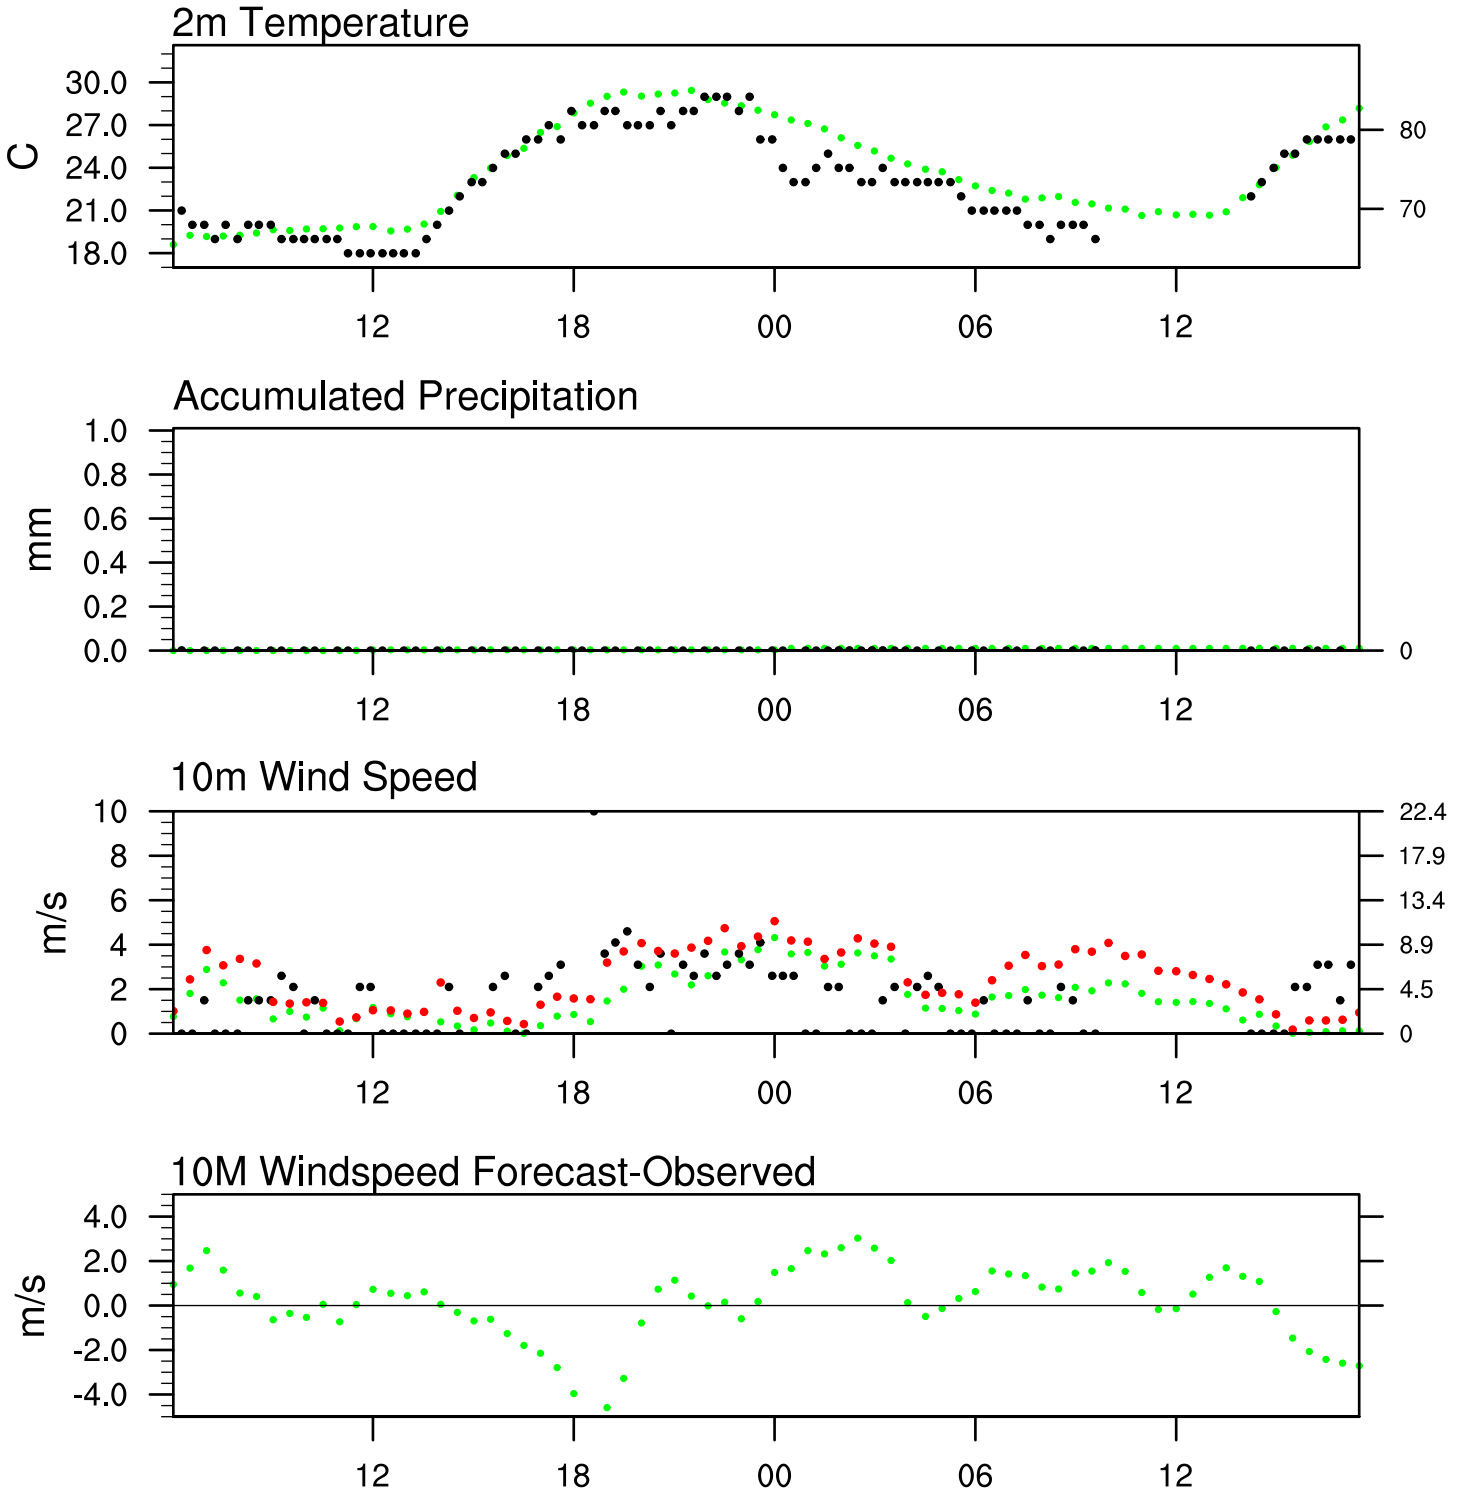 2m Temperature
C
30.0
27.0
24.0
21.0
18.0
80
70
12 18 00 06 12
Accumulated Precipitation
mm
1.0
0.8
0.6
0.4
0.2
0.0
0
12 18 00 06 12
10m Wind Speed
m/s
10
8
6
4
2
0
22.4
17.9
13.4
8.9
4.5
0
12 18 00 06 12
10M Windspeed Forecast-Observed
m/s
4.0
2.0
0.0
-2.0
-4.0
12 18 00 06 12